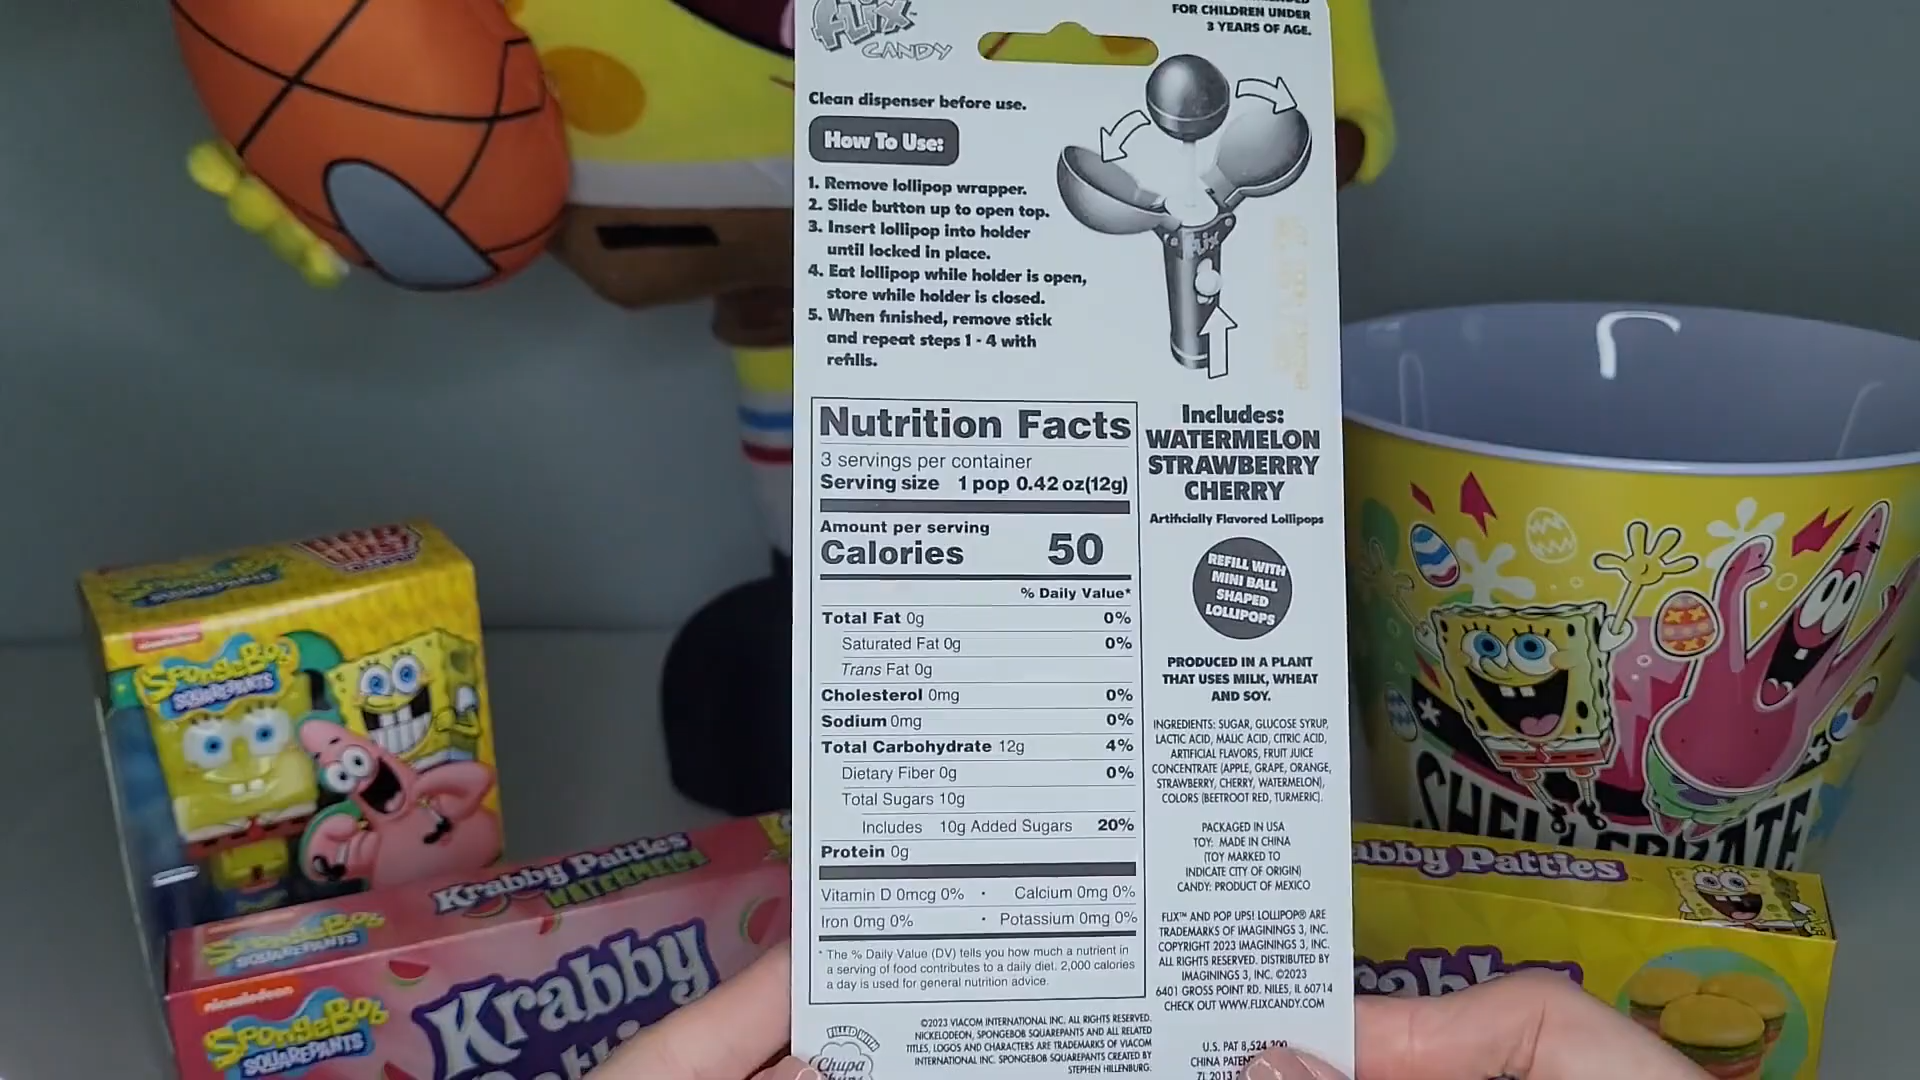 FLIX
CANDY
FOR CHILDREN UNDER
3 YEARS OF AGE.
Clean dispenser before use.
How To Use:
1. Remove lollipop wrapper.
2. Slide button up to open top.
3. Insert lollipop into holder
until locked in place.
4. Eat lollipop while holder is open,
store while holder is closed.
5. When finished, remove stick
and repeat steps 1 - 4 with
refills.
FLIX
Nutrition Facts
3 servings per container
Serving size 1 pop 0.42 oz(12g)
Amount per serving
Calories 50
% Daily Value*
Total Fat 0g 0%
Saturated Fat 0g 0%
Trans Fat 0g
Cholesterol 0mg 0%
Sodium 0mg 0%
Total Carbohydrate 12g 4%
Dietary Fiber 0g 0%
Total Sugars 10g
Includes 10g Added Sugars 20%
Protein 0g
Vitamin D 0mcg 0% • Calcium 0mg 0%
Iron 0mg 0% • Potassium 0mg 0%
* The % Daily Value (DV) tells you how much a nutrient in
a serving of food contributes to a daily diet. 2,000 calories
a day is used for general nutrition advice.
Includes:
WATERMELON
STRAWBERRY
CHERRY
Artificially Flavored Lollipops
REFILL WITH
MINI BALL
SHAPED
LOLLIPOPS
PRODUCED IN A PLANT
THAT USES MILK, WHEAT
AND SOY.
INGREDIENTS: SUGAR, GLUCOSE SYRUP,
LACTIC ACID, MALIC ACID, CITRIC ACID,
ARTIFICIAL FLAVORS, FRUIT JUICE
CONCENTRATE (APPLE, GRAPE, ORANGE,
STRAWBERRY, CHERRY, WATERMELON),
COLORS (BEETROOT RED, TURMERIC).
PACKAGED IN USA
TOY: MADE IN CHINA
(TOY MARKED TO
INDICATE CITY OF ORIGIN)
CANDY: PRODUCT OF MEXICO
FLIX™ AND POP UPS! LOLLIPOP® ARE
TRADEMARKS OF IMAGININGS 3, INC.
COPYRIGHT 2023 IMAGININGS 3, INC.
ALL RIGHTS RESERVED. DISTRIBUTED BY
IMAGININGS 3, INC. ©2023
6401 GROSS POINT RD. NILES, IL 60714
CHECK OUT WWW.FLIXCANDY.COM
FILLED WITH
Chupa
©2023 VIACOM INTERNATIONAL INC. ALL RIGHTS RESERVED.
NICKELODEON, SPONGEBOB SQUAREPANTS AND ALL RELATED
TITLES, LOGOS AND CHARACTERS ARE TRADEMARKS OF VIACOM
INTERNATIONAL INC. SPONGEBOB SQUAREPANTS CREATED BY
STEPHEN HILLENBURG.
U.S. PAT 8,524
CHINA
ZL 2013
SPONGEBOB
SQUAREPANTS
nickelodeon
SPONGEBOB
SQUAREPANTS
Krabby Patties
WATERMELON
SPONGEBOB
SQUAREPANTS
nickelodeon
SPONGEBOB
SQUAREPANTS
Krabby
SHELLEBRATE
Patties